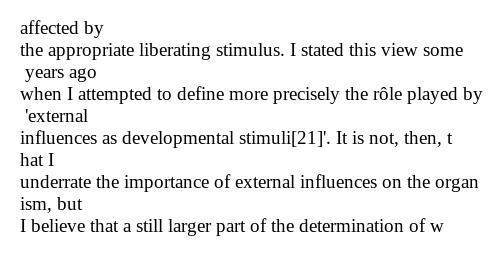 affected by
the appropriate liberating stimulus. I stated this view some
years ago
when I attempted to define more precisely the rôle played by
'external
influences as developmental stimuli[21]'. It is not, then, t
hat I
underrate the importance of external influences on the organ
ism, but
I believe that a still larger part of the determination of w